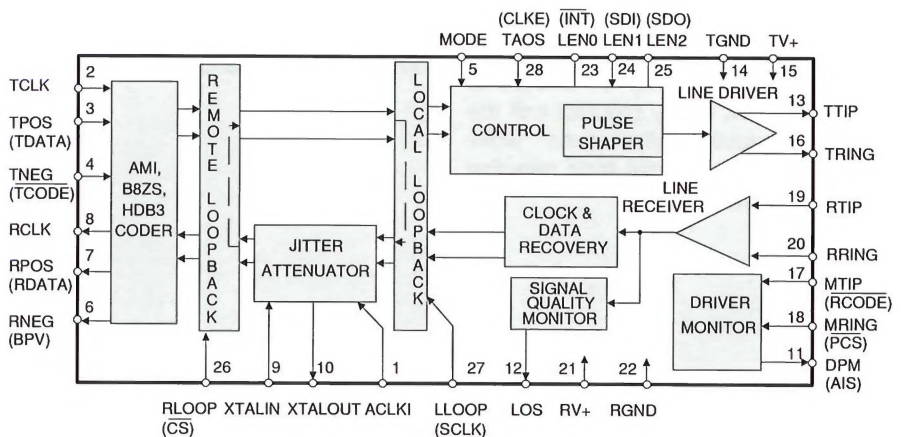 (CLKE) (INT) (SDI) (SDO)
MODE TAOS LEN0 LEN1 LEN2 TGND TV+
5 28 23 24 25 14 15
TCLK 2
TPOS 3
(TDATA)
TNEG 4
(TCODE)
RCLK 8
RPOS 7
(RDATA)
RNEG 6
(BPV)
AMI,
B8ZS,
HDB3
CODER
REMOTE LOOPBACK
LOCAL LOOPBACK
CONTROL
PULSE
SHAPER
LINE DRIVER
13 TTIP
16 TRING
LINE
RECEIVER
19 RTIP
20 RRING
CLOCK &
DATA
RECOVERY
JITTER
ATTENUATOR
SIGNAL
QUALITY
MONITOR
DRIVER
MONITOR
17 MTIP
(RCODE)
18 MRING
(PCS)
11 DPM
(AIS)
26 9 10 1 27 12 21 22
RLOOP XTALIN XTALOUT ACLKI LLOOP LOS RV+ RGND
(CS) (SCLK)